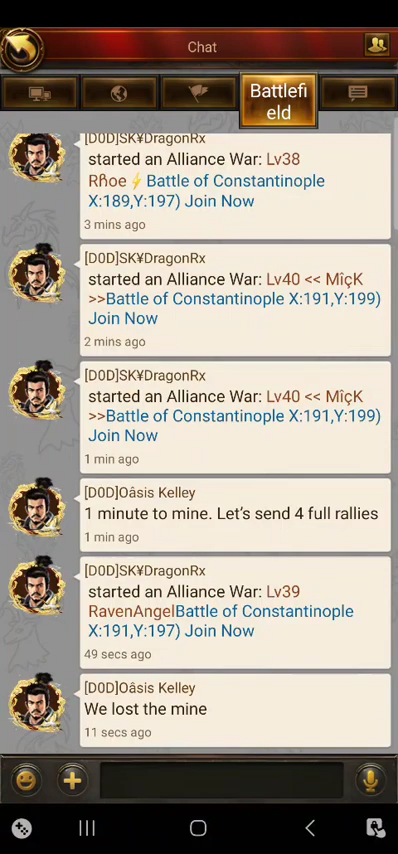 Chat
Battlefi
eld
[D0D]SK¥DragonRx
started an Alliance War: Lv38
Rɦoe⚡Battle of Constantinople
X:189,Y:197) Join Now
3 mins ago
[D0D]SK¥DragonRx
started an Alliance War: Lv40 << MîçK
>>Battle of Constantinople X:191,Y:199)
Join Now
2 mins ago
[D0D]SK¥DragonRx
started an Alliance War: Lv40 << MîçK
>>Battle of Constantinople X:191,Y:199)
Join Now
1 min ago
[D0D]Oâsis Kelley
1 minute to mine. Let’s send 4 full rallies
1 min ago
[D0D]SK¥DragonRx
started an Alliance War: Lv39
RavenAngelBattle of Constantinople
X:191,Y:197) Join Now
49 secs ago
[D0D]Oâsis Kelley
We lost the mine
11 secs ago